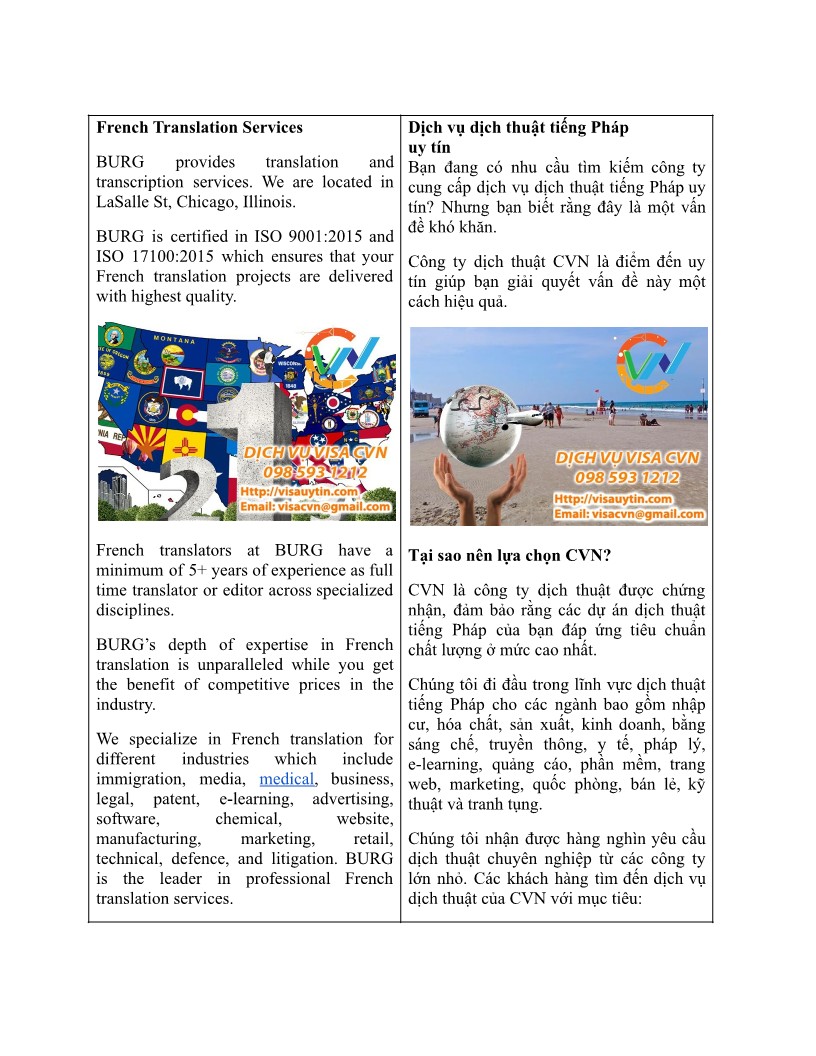 French Translation Services
BURG provides translation and
transcription services. We are located in
LaSalle St, Chicago, Illinois.
BURG is certified in ISO 9001:2015 and
ISO 17100:2015 which ensures that your
French translation projects are delivered
with highest quality.
MONTANA
WISCONSIN
1848
DỊCH VỤ VISA CVN
098 593 1212
Http://visauytin.com
Email: visacvn@gmail.com
French translators at BURG have a
minimum of 5+ years of experience as full
time translator or editor across specialized
disciplines.
BURG’s depth of expertise in French
translation is unparalleled while you get
the benefit of competitive prices in the
industry.
We specialize in French translation for
different industries which include
immigration, media, medical, business,
legal, patent, e-learning, advertising,
software, chemical, website,
manufacturing, marketing, retail,
technical, defence, and litigation. BURG
is the leader in professional French
translation services.
Dịch vụ dịch thuật tiếng Pháp
uy tín
Bạn đang có nhu cầu tìm kiếm công ty
cung cấp dịch vụ dịch thuật tiếng Pháp uy
tín? Nhưng bạn biết rằng đây là một vấn
đề khó khăn.
Công ty dịch thuật CVN là điểm đến uy
tín giúp bạn giải quyết vấn đề này một
cách hiệu quả.
DỊCH VỤ VISA CVN
098 593 1212
Http://visauytin.com
Email: visacvn@gmail.com
Tại sao nên lựa chọn CVN?
CVN là công ty dịch thuật được chứng
nhận, đảm bảo rằng các dự án dịch thuật
tiếng Pháp của bạn đáp ứng tiêu chuẩn
chất lượng ở mức cao nhất.
Chúng tôi đi đầu trong lĩnh vực dịch thuật
tiếng Pháp cho các ngành bao gồm nhập
cư, hóa chất, sản xuất, kinh doanh, bằng
sáng chế, truyền thông, y tế, pháp lý,
e-learning, quảng cáo, phần mềm, trang
web, marketing, quốc phòng, bán lẻ, kỹ
thuật và tranh tụng.
Chúng tôi nhận được hàng nghìn yêu cầu
dịch thuật chuyên nghiệp từ các công ty
lớn nhỏ. Các khách hàng tìm đến dịch vụ
dịch thuật của CVN với mục tiêu: